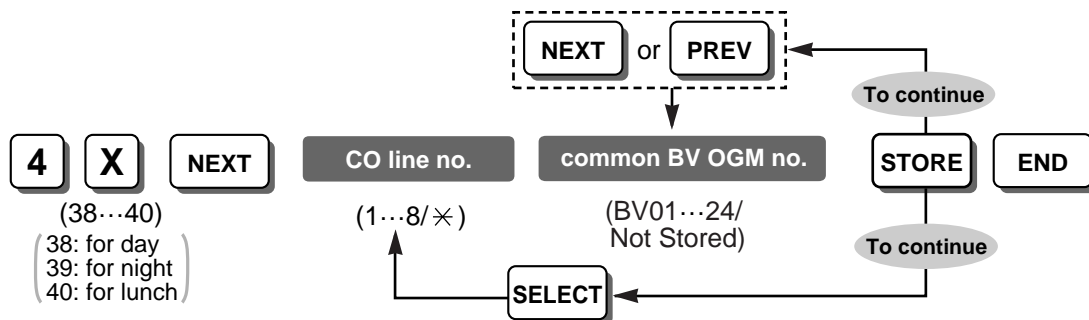 NEXT or PREV
To continue
4 X NEXT CO line no. common BV OGM no. STORE END
(38···40) (1···8/✳) (BV01···24/
Not Stored)
38: for day
39: for night
40: for lunch
To continue
SELECT